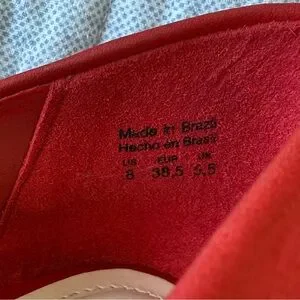 Made in Brazil
Hecho en Brasil
US EUR UK
8 38,5 5.5